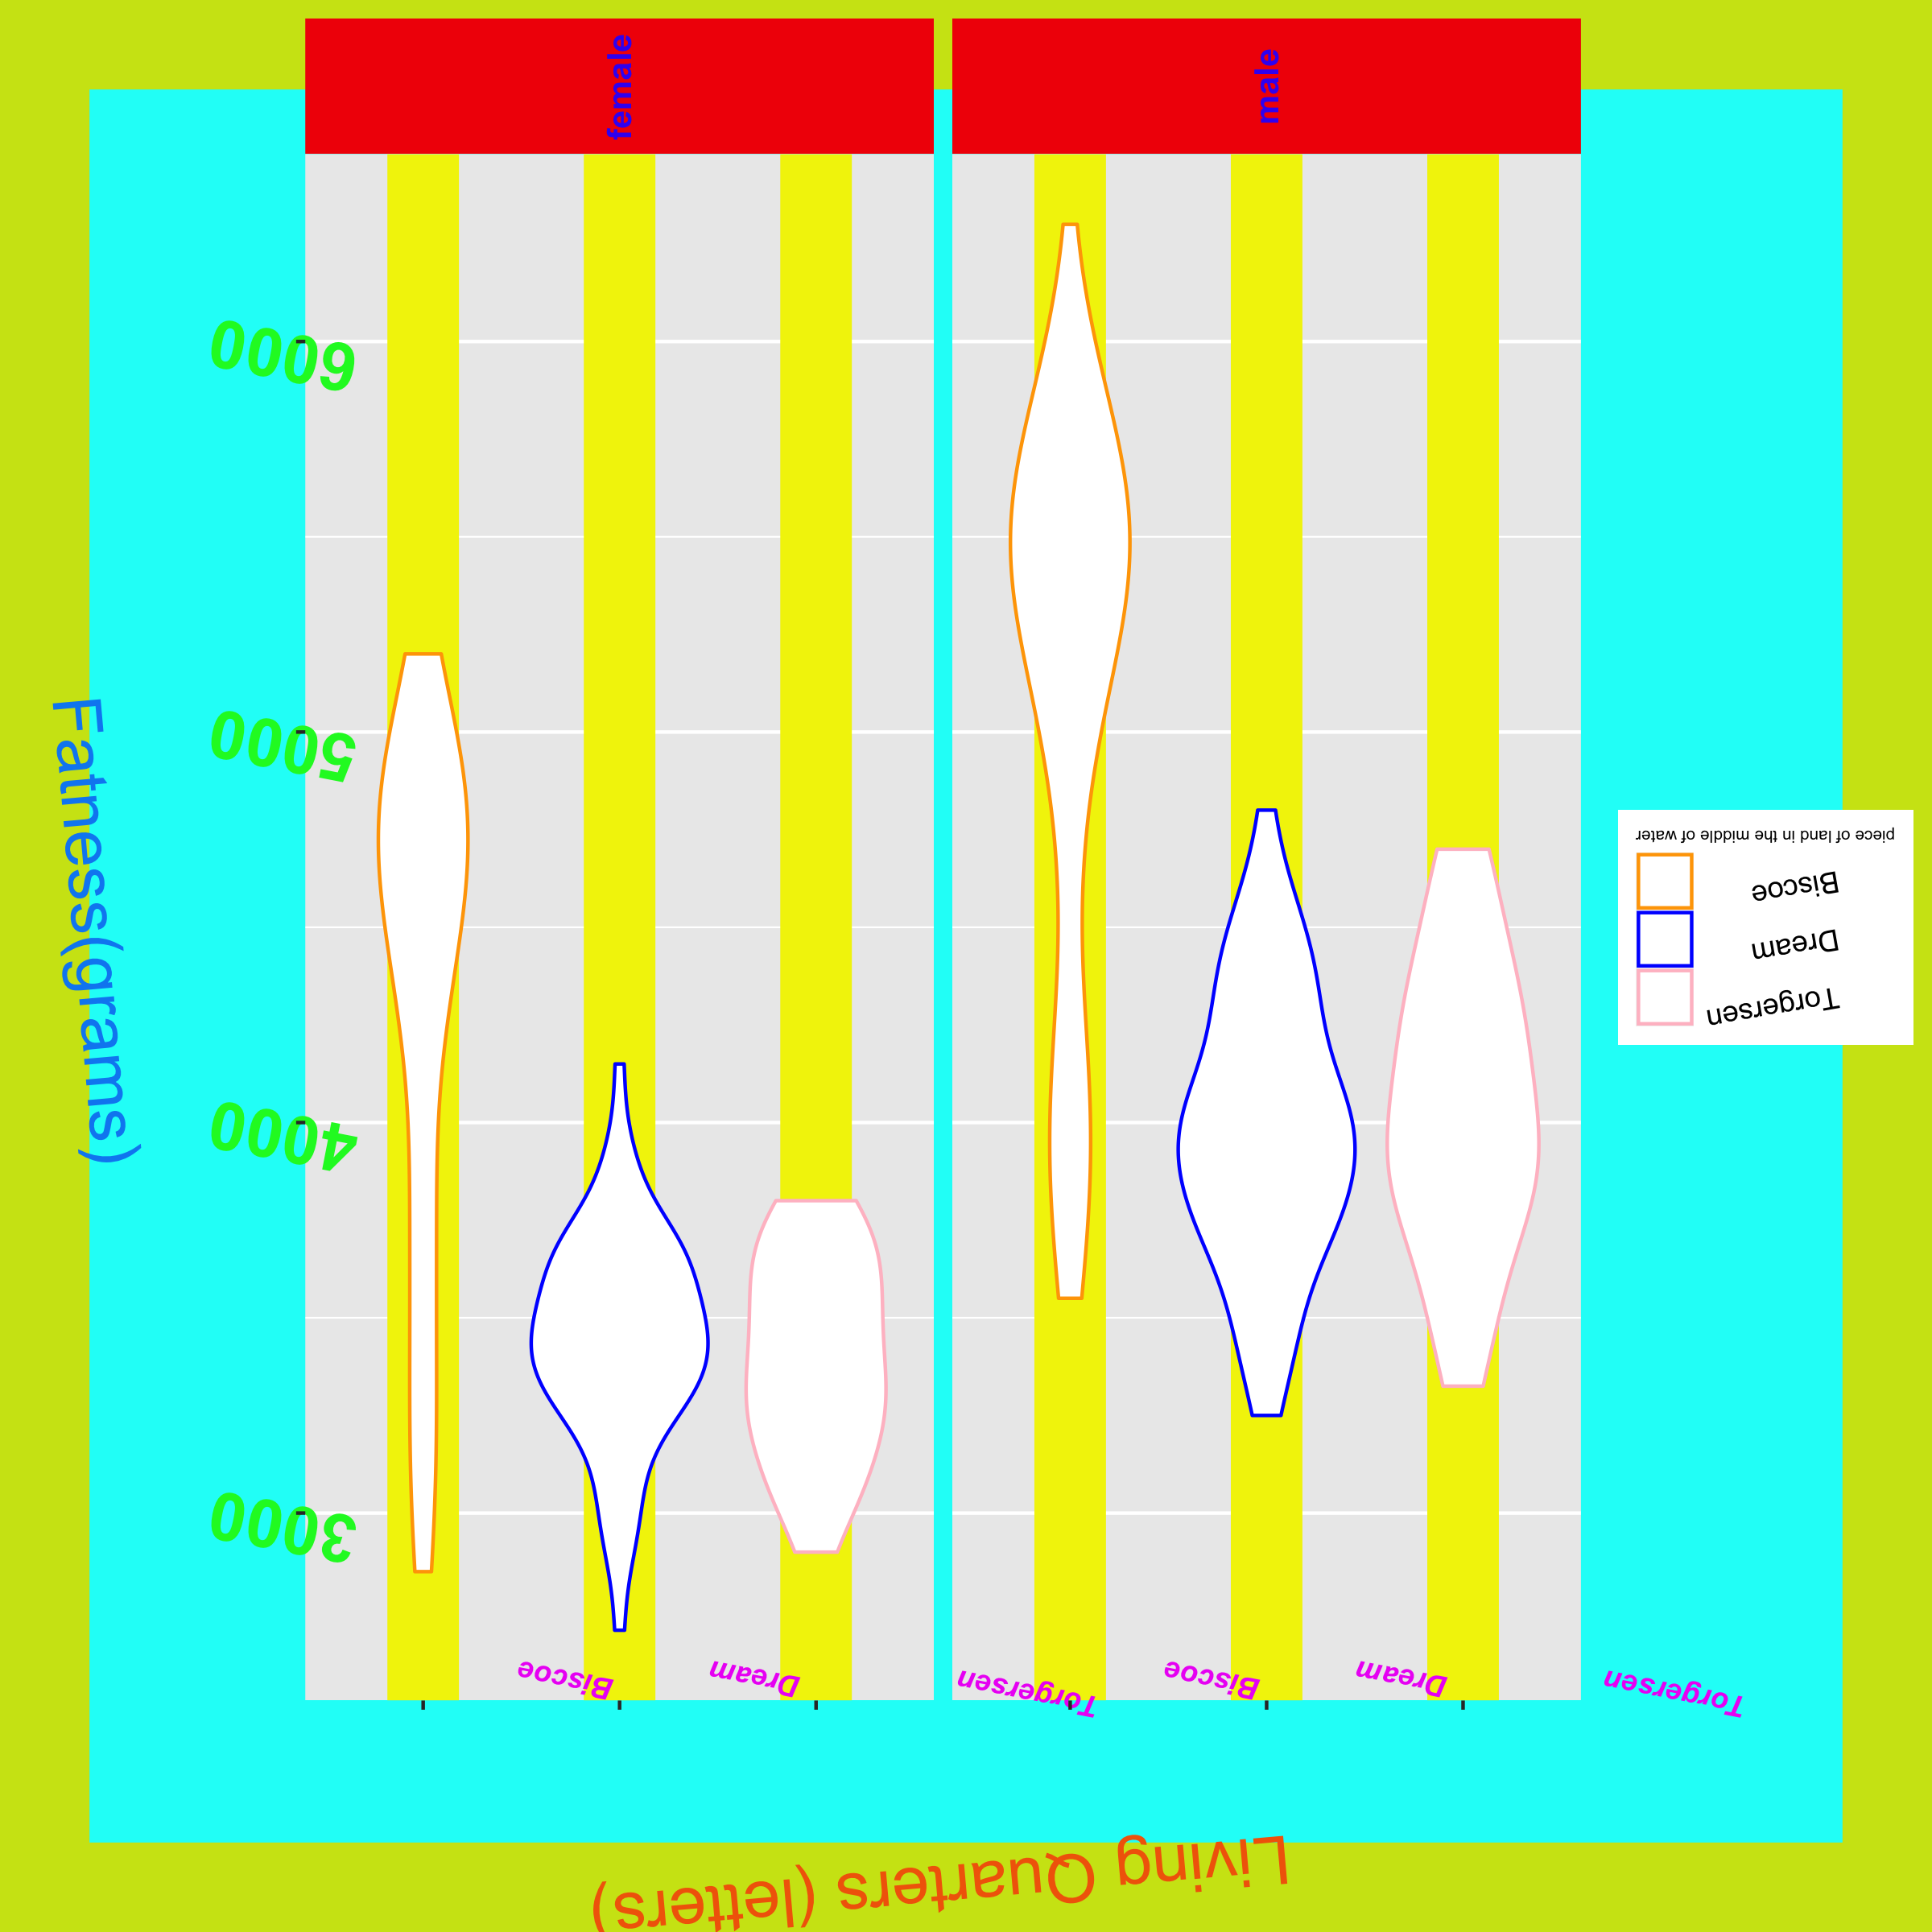 female
male
6000
5000
4000
3000
Fatness(grams)
piece of land in the middle of water
Biscoe
Dream
Torgersen
Biscoe
Dream
Torgersen
Biscoe
Dream
Torgersen
Living Quarters (letters)